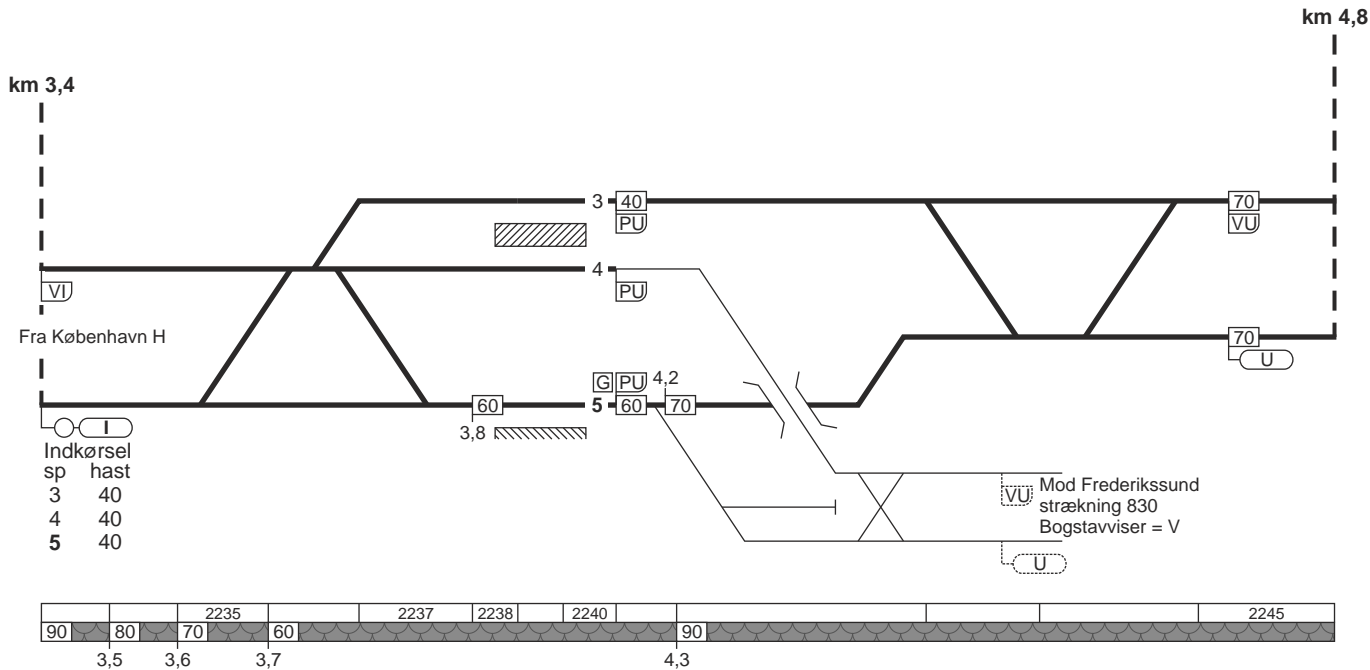 km 4,8
km 3,4
3 40 70
PU VU
4
VI PU
Fra København H
70
U
G PU 4,2
60 5 60 70
3,8
I
Indkørsel
sp hast
3 40
4 40
5 40
VU Mod Frederikssund
strækning 830
Bogstavviser = V
U
2235 2237 2238 2240 2245
90 80 70 60 90
3,5 3,6 3,7 4,3